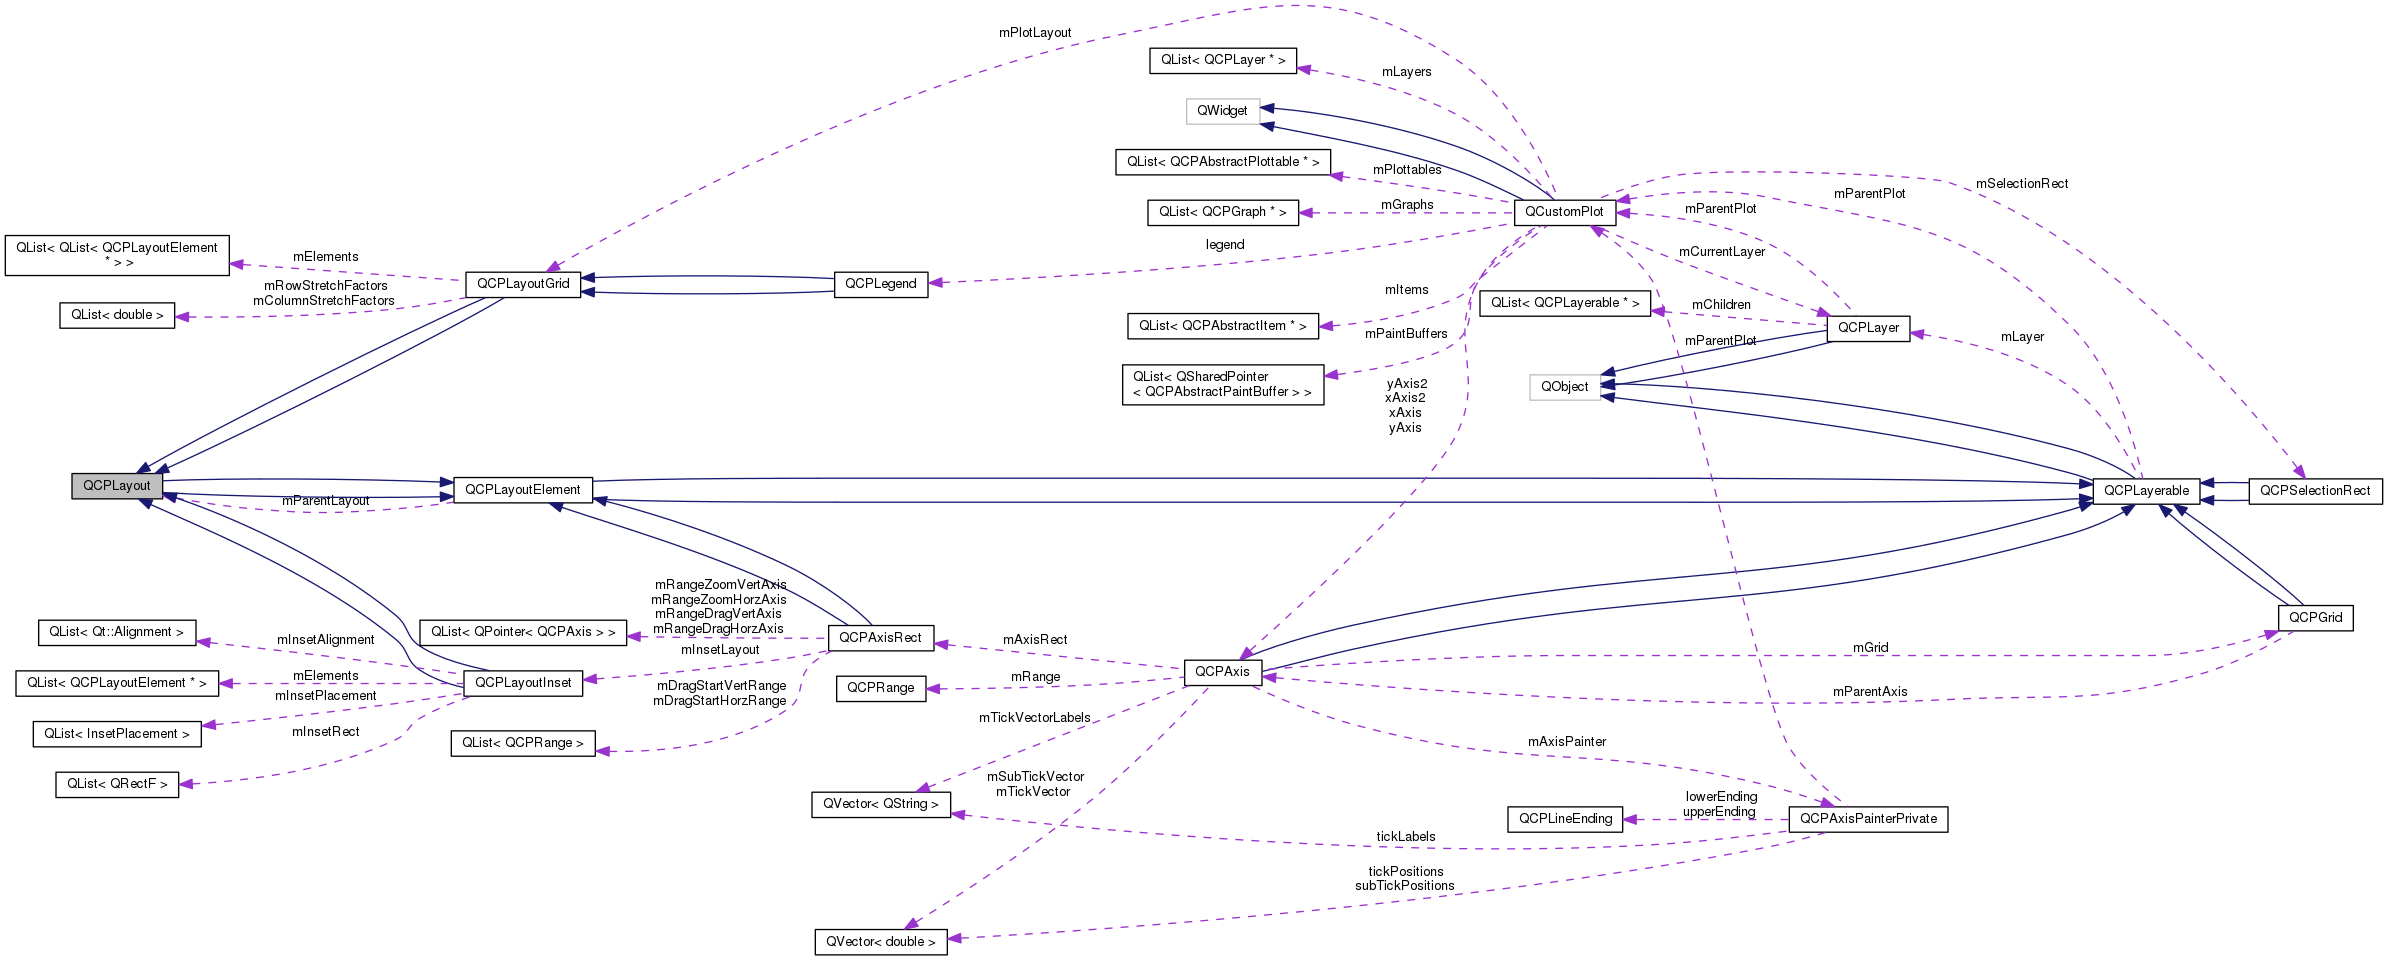 mPlotLayout
QList< QCPLayer * >
mLayers
QWidget
QList< QCPAbstractPlottable * >
mPlottables
mSelectionRect
mParentPlot
QList< QCPGraph * >
mGraphs
QCustomPlot
mParentPlot
QList< QList< QCPLayoutElement
* > >
mElements
legend
mCurrentLayer
QCPLayoutGrid
QCPLegend
mRowStretchFactors
mColumnStretchFactors
QList< double >
mItems
QList< QCPLayerable * >
mChildren
QList< QCPAbstractItem * >
mPaintBuffers
mParentPlot
QCPLayer
mLayer
QList< QSharedPointer
< QCPAbstractPaintBuffer > >
yAxis2
xAxis2
xAxis
yAxis
QObject
QCPLayout
mParentLayout
QCPLayoutElement
QCPLayerable
QCPSelectionRect
mRangeZoomVertAxis
mRangeZoomHorzAxis
mRangeDragVertAxis
mRangeDragHorzAxis
QList< Qt::Alignment >
mInsetAlignment
QList< QPointer< QCPAxis > >
QCPAxisRect
mAxisRect
mGrid
QCPGrid
mInsetLayout
QList< QCPLayoutElement * >
mElements
QCPLayoutInset
mInsetPlacement
mDragStartVertRange
mDragStartHorzRange
QCPRange
mRange
QCPAxis
mParentAxis
QList< InsetPlacement >
mInsetRect
QList< QCPRange >
mTickVectorLabels
mAxisPainter
QList< QRectF >
mSubTickVector
mTickVector
QVector< QString >
lowerEnding
upperEnding
QCPLineEnding
QCPAxisPainterPrivate
tickLabels
tickPositions
subTickPositions
QVector< double >